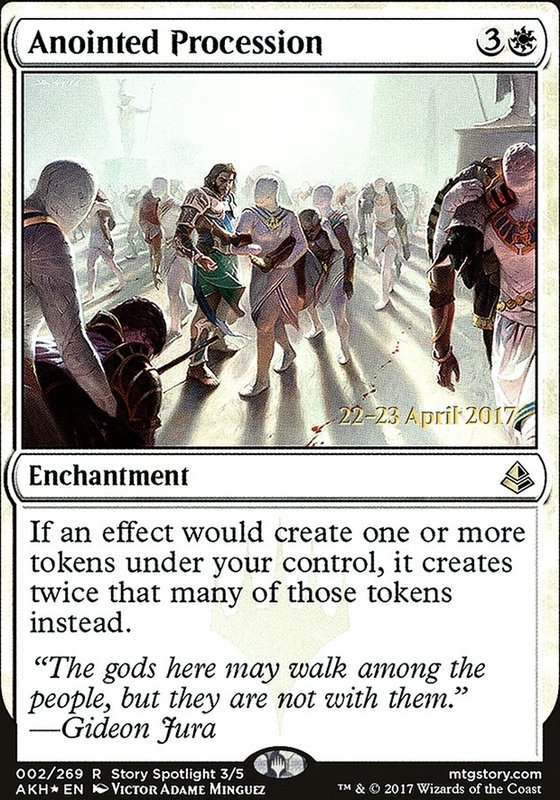 Anointed Procession 3
22–23 April 2017
Enchantment
If an effect would create one or more
tokens under your control, it creates
twice that many of those tokens
instead.
“The gods here may walk among the
people, but they are not with them.”
—Gideon Jura
002/269 R Story Spotlight 3/5 mtgstory.com
AKH★EN Victor Adame Minguez ™ & © 2017 Wizards of the Coast